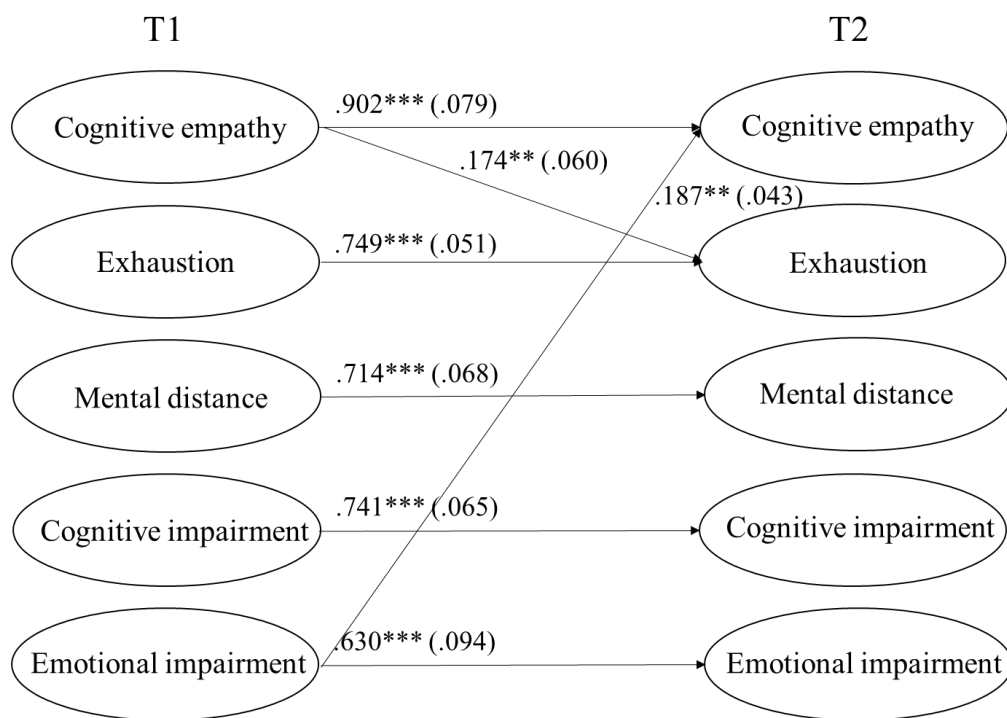 T1 T2
Cognitive empathy .902*** (.079) Cognitive empathy
.174** (.060)
.187** (.043)
Exhaustion .749*** (.051) Exhaustion
Mental distance .714*** (.068) Mental distance
Cognitive impairment .741*** (.065) Cognitive impairment
Emotional impairment .630*** (.094) Emotional impairment